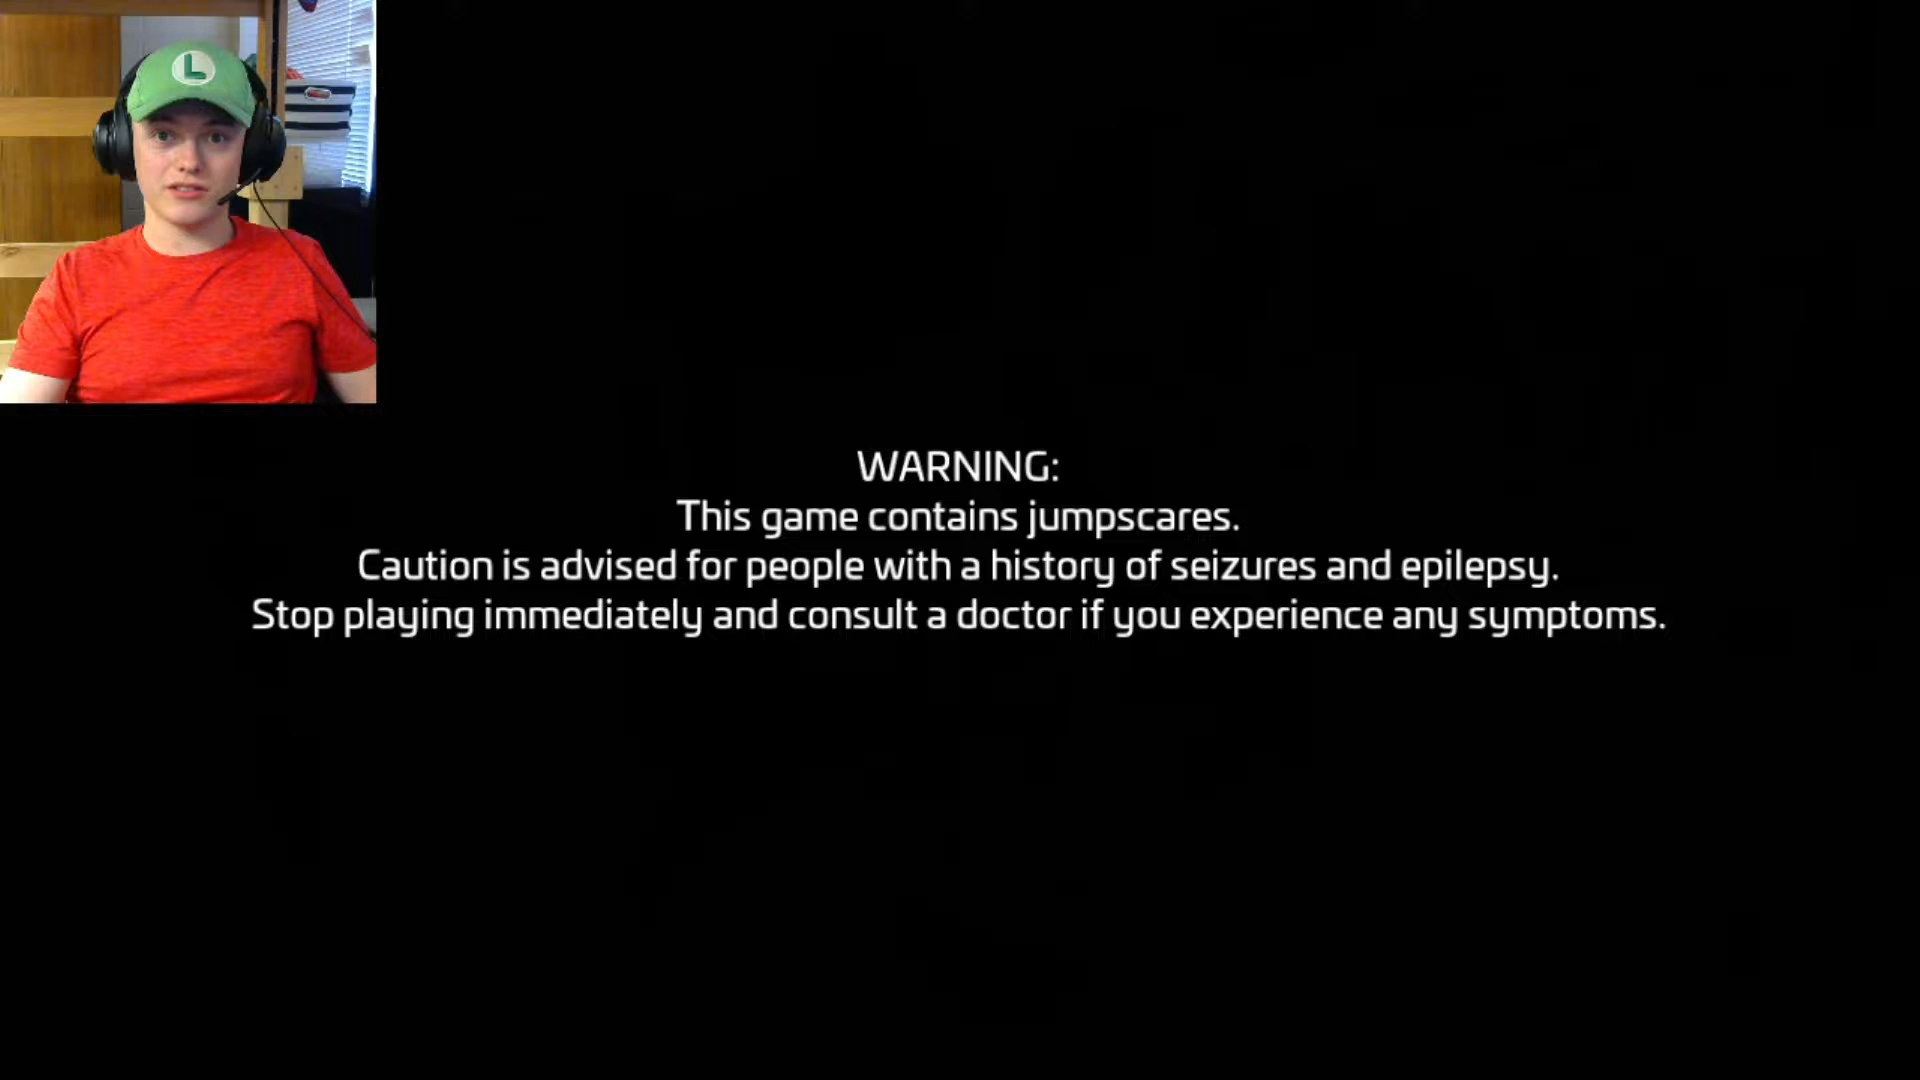 L
WARNING:
This game contains jumpscares.
Caution is advised for people with a history of seizures and epilepsy.
Stop playing immediately and consult a doctor if you experience any symptoms.